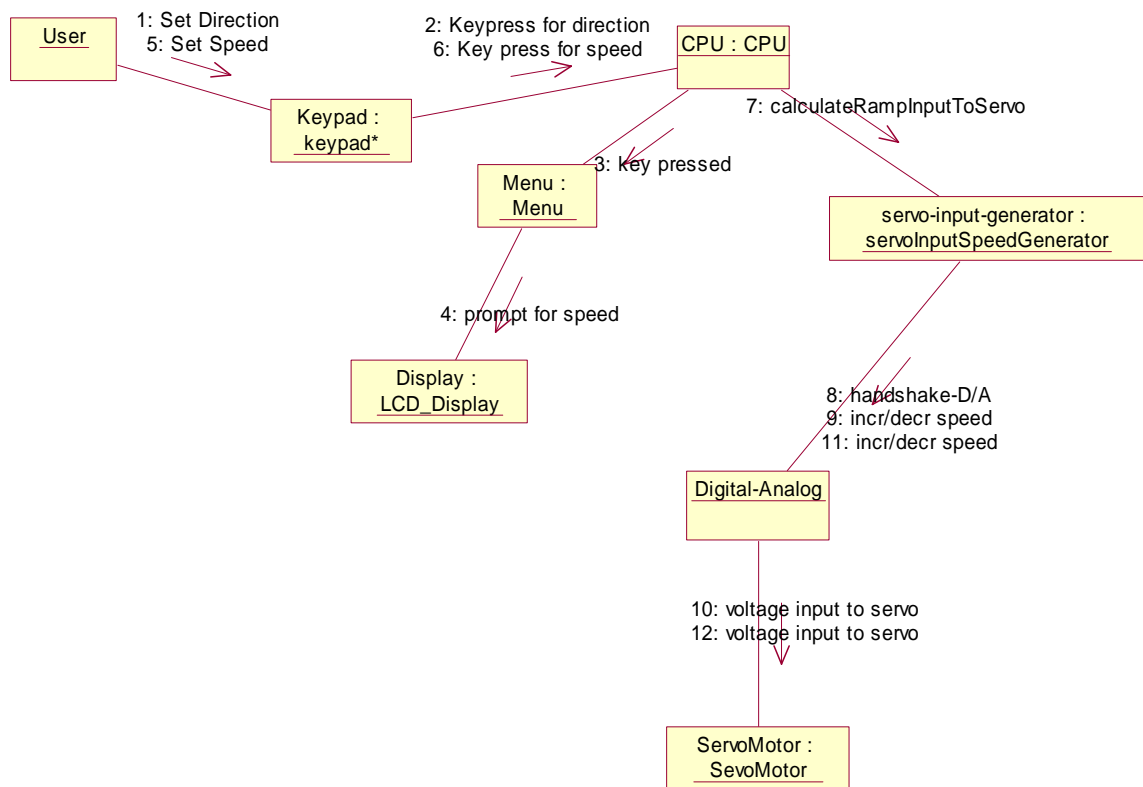 1: Set Direction
5: Set Speed
User
2: Keypress for direction
6: Key press for speed
CPU : CPU
Keypad :
keypad*
7: calculateRampInputToServo
3: key pressed
Menu :
Menu
servo-input-generator :
servoInputSpeedGenerator
4: prompt for speed
Display :
LCD_Display
8: handshake-D/A
9: incr/decr speed
11: incr/decr speed
Digital-Analog
10: voltage input to servo
12: voltage input to servo
ServoMotor :
SevoMotor